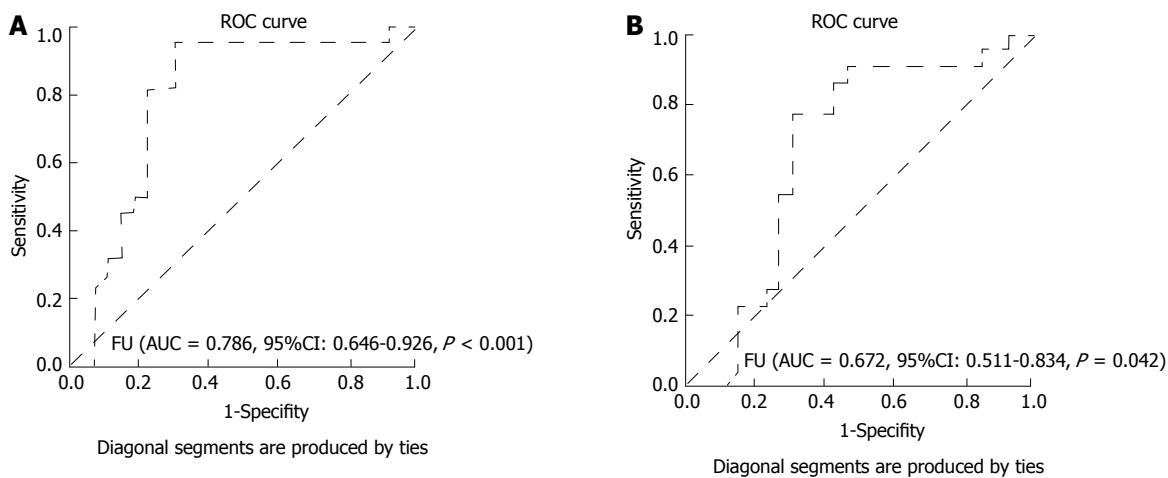 A
ROC curve
1.0
0.8
0.6
0.4
0.2
0.0
Sensitivity
FU (AUC = 0.786, 95%CI: 0.646-0.926, P < 0.001)
0.0 0.2 0.4 0.6 0.8 1.0
1-Specifity
Diagonal segments are produced by ties
B
ROC curve
1.0
0.8
0.6
0.4
0.2
0.0
Sensitivity
FU (AUC = 0.672, 95%CI: 0.511-0.834, P = 0.042)
0.0 0.2 0.4 0.6 0.8 1.0
1-Specifity
Diagonal segments are produced by ties